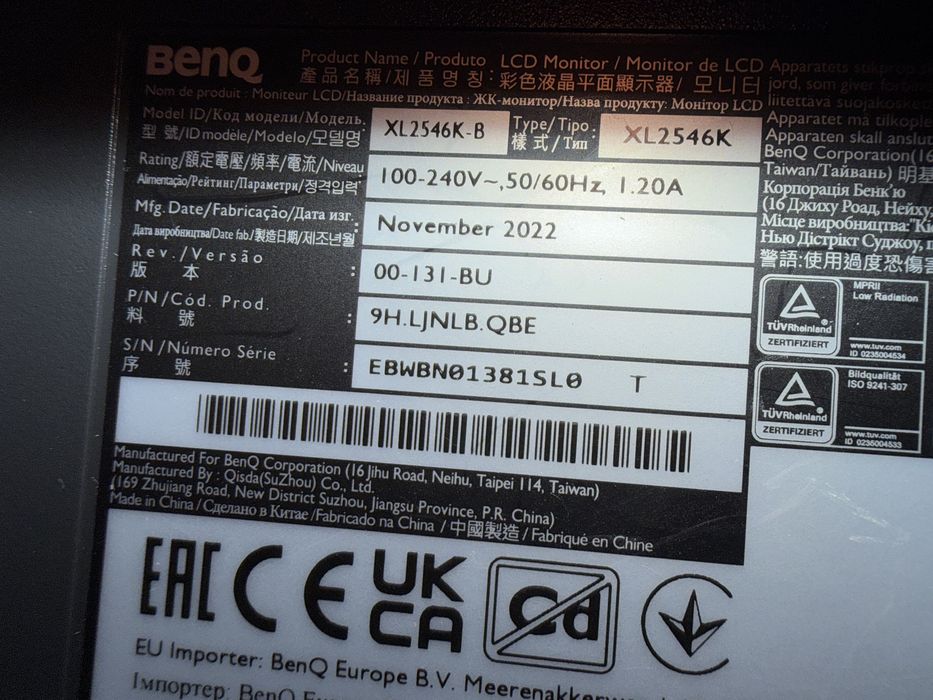 BenQ
Product Name / Produto LCD Monitor / Monitor de LCD
產品名稱/제품명칭: 彩色液晶平面顯示器/ 모니터
Nom de produit : Moniteur LCD/Название продукта : ЖК-монитор/Назва продукту: Монітор LCD
Model ID/Код модели/Модель XL2546K-B Type/Tipo: XL2546K
型 號/ID modèle/Modelo/모델명 樣式/Тип
Rating/額定電壓/頻率/電流/Niveau 100-240V~,50/60Hz, 1.20A
Alimentação/Рейтинг/Параметри/정격입력
Mfg. Date/Fabricação/Дата изг. November 2022
Дата виробництва/Date fab./製造日期/제조년월
Rev./Versão : 00-131-BU
版 本
P/N/Cód. Prod. : 9H.LJNLB.QBE
料 號
S/N/Número Série : EBWBN01381SL0 T
序 號
Manufactured For BenQ Corporation (16 Jihu Road, Neihu, Taipei 114, Taiwan)
Manufactured By : Qisda(SuZhou) Co., Ltd.
(169 Zhujiang Road, New District Suzhou, Jiangsu Province, P.R. China)
Made in China / Сделано в Китае /Fabricado na China / 中國製造 / Fabriqué en Chine
EAC CE UK CA Cd
EU Importer: BenQ Europe B.V. Meerenakkerweg
Імпортер: BenQ Europe
Apparatets stikprop s
jord, som giver forbin
liitettava suojakosket
Apparatet må tilkople
Apparaten skall anslut
BenQ Corporation(16
Taiwan/Тайвань) 明基
Корпорація Бенк'ю
(16 Джиху Роад, Нейху,
Місце виробництва: "Кі
Нью Дістрікт Суджоу, п
警語:使用過度恐傷害
TÜVRheinland
ZERTIFIZIERT
MPRII
Low Radiation
www.tuv.com
ID 0235004534
TÜVRheinland
ZERTIFIZIERT
Bildqualität
ISO 9241-307
www.tuv.com
ID 0235004533